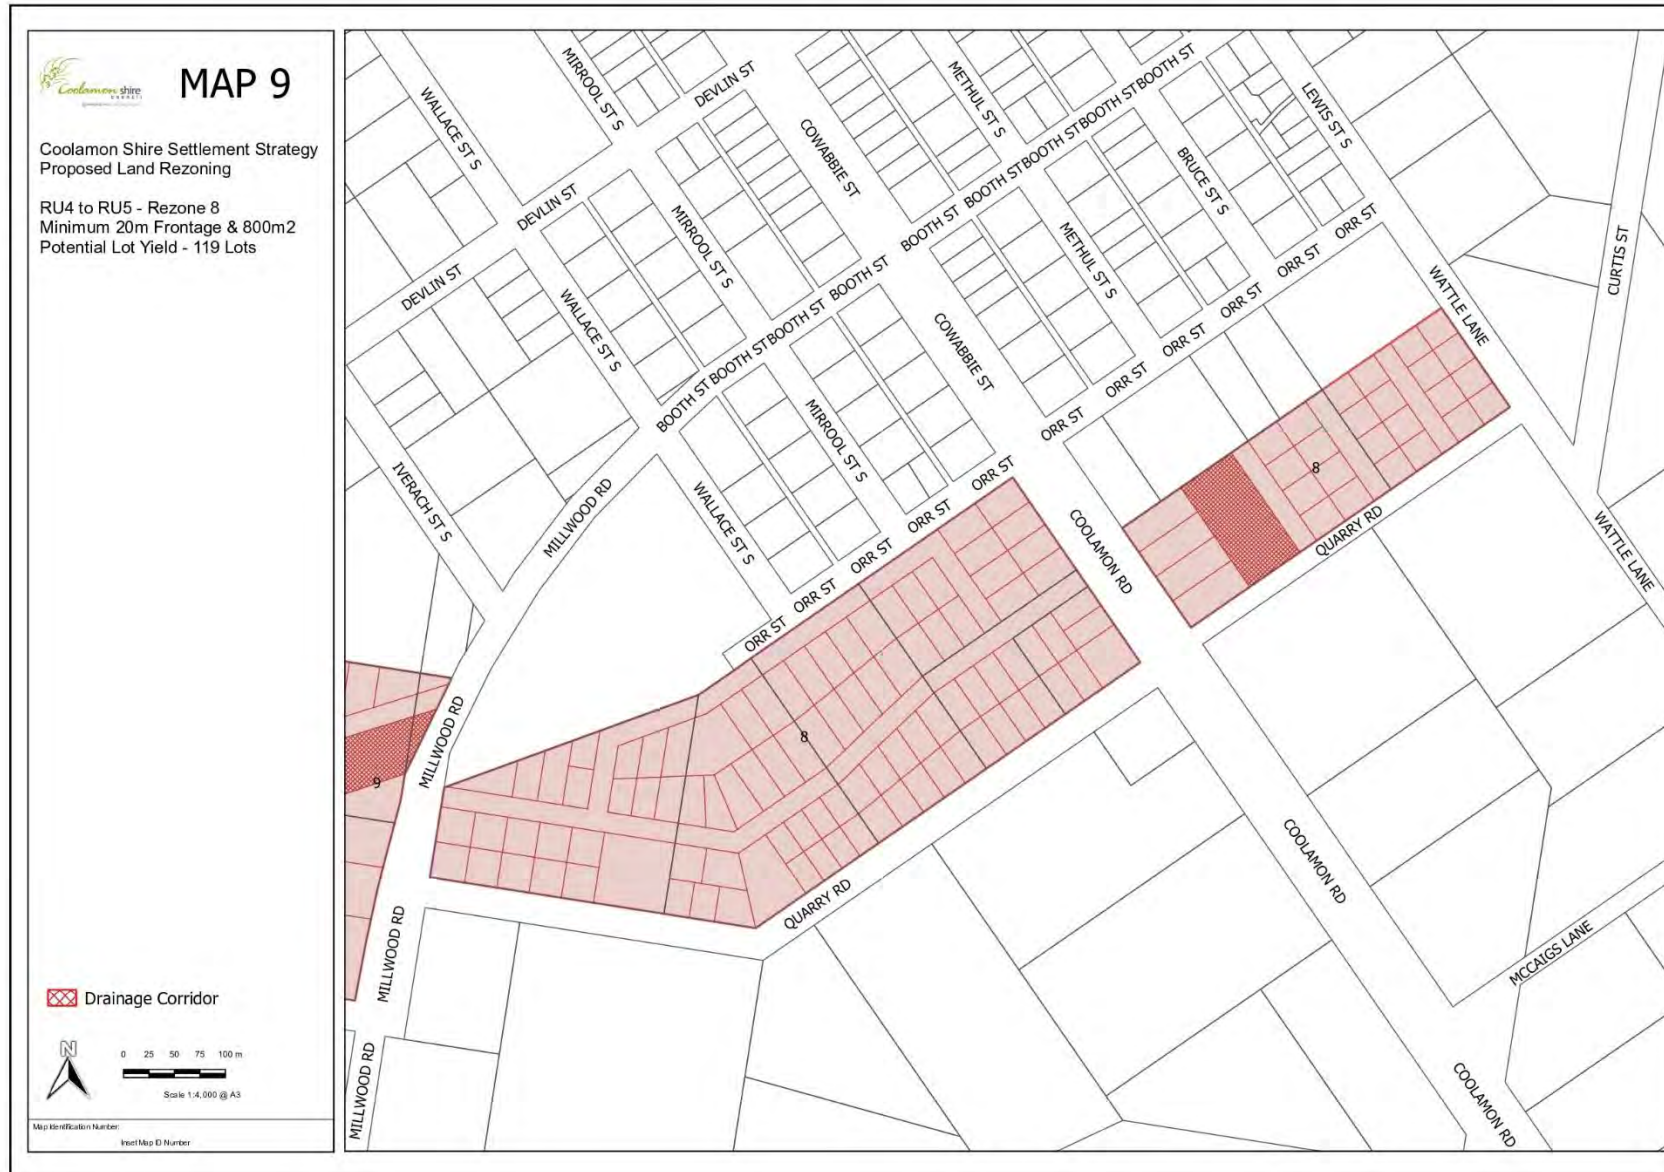 Coolamon shire
MAP 9
Coolamon Shire Settlement Strategy
Proposed Land Rezoning
RU4 to RU5 - Rezone 8
Minimum 20m Frontage & 800m2
Potential Lot Yield - 119 Lots
Drainage Corridor
N
0 25 50 75 100 m
Scale 1:4,000 @ A3
Map Identification Number:
Inset Map ID Number
MIRROOL ST S
DEVLIN ST
WALLACE ST S
COWABBIE ST
METHUL ST S
BOOTH ST
BOOTH ST
BOOTH ST
BOOTH ST
BOOTH ST
BOOTH ST
BOOTH ST
BOOTH ST
BOOTH ST
LEWIS ST S
BRUCE ST S
DEVLIN ST
MIRROOL ST S
METHUL ST S
ORR ST
ORR ST
ORR ST
ORR ST
ORR ST
ORR ST
ORR ST
ORR ST
ORR ST
ORR ST
ORR ST
CURTIS ST
DEVLIN ST
WALLACE ST S
COWABBIE ST
WATTLE LANE
MIRROOL ST S
IVERACH ST S
MILLWOOD RD
WALLACE ST S
COOLAMON RD
8
QUARRY RD
WATTLE LANE
MILLWOOD RD
8
9
QUARRY RD
COOLAMON RD
MILLWOOD RD
MCCAIGS LANE
MILLWOOD RD
COOLAMON RD